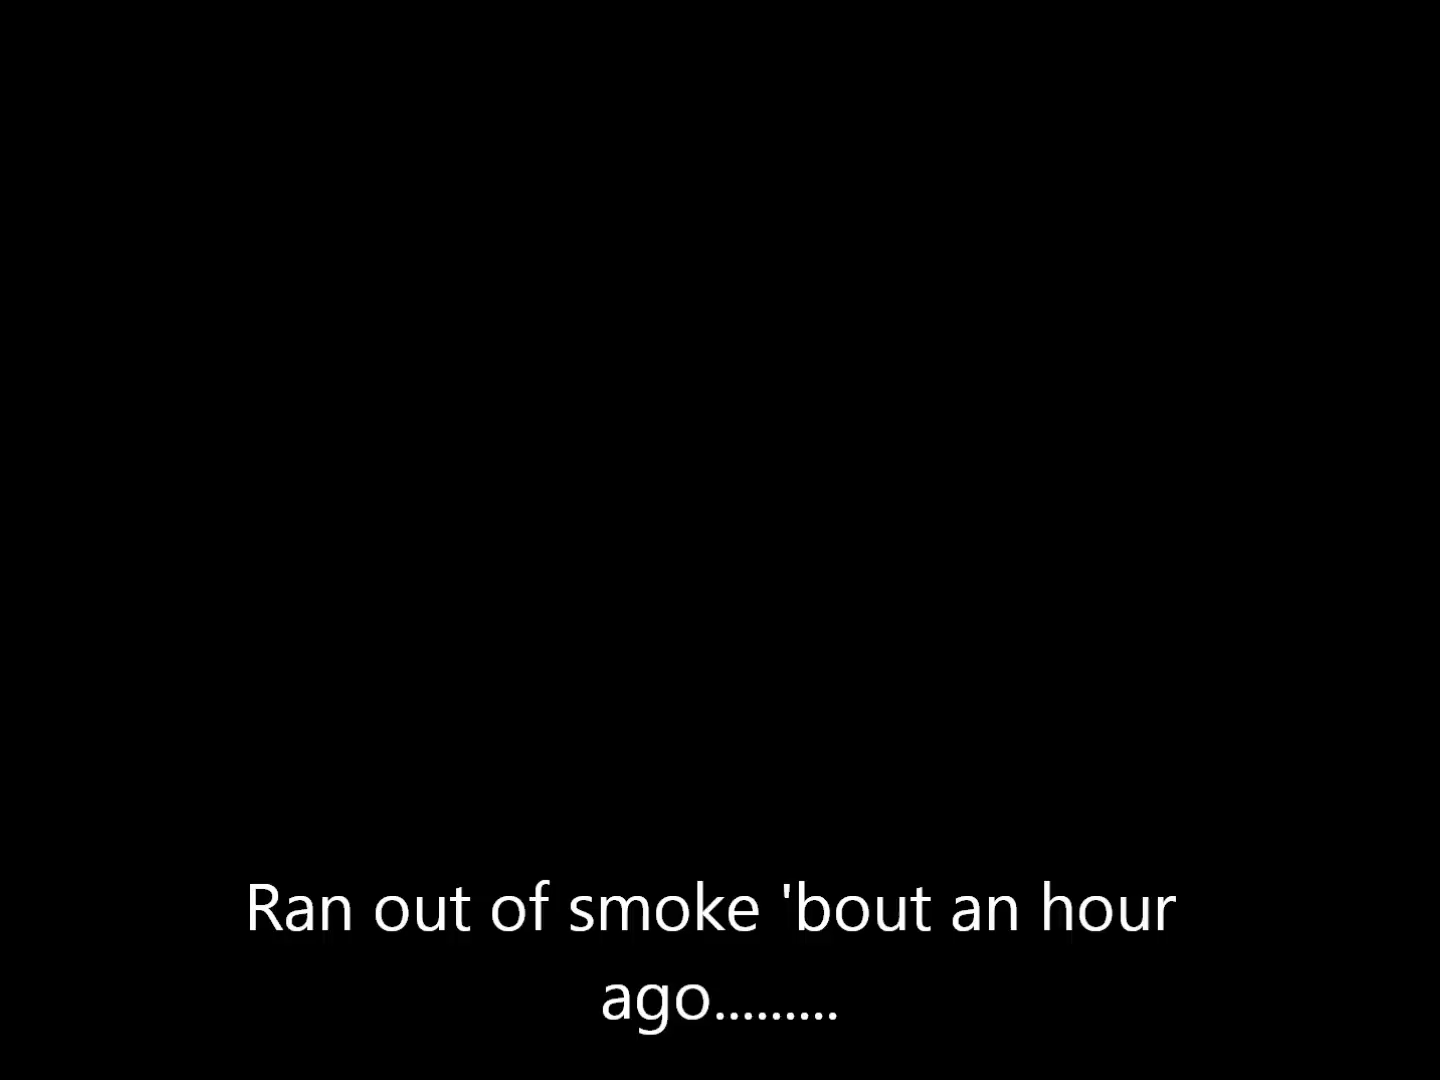 Ran out of smoke 'bout an hour
ago.........